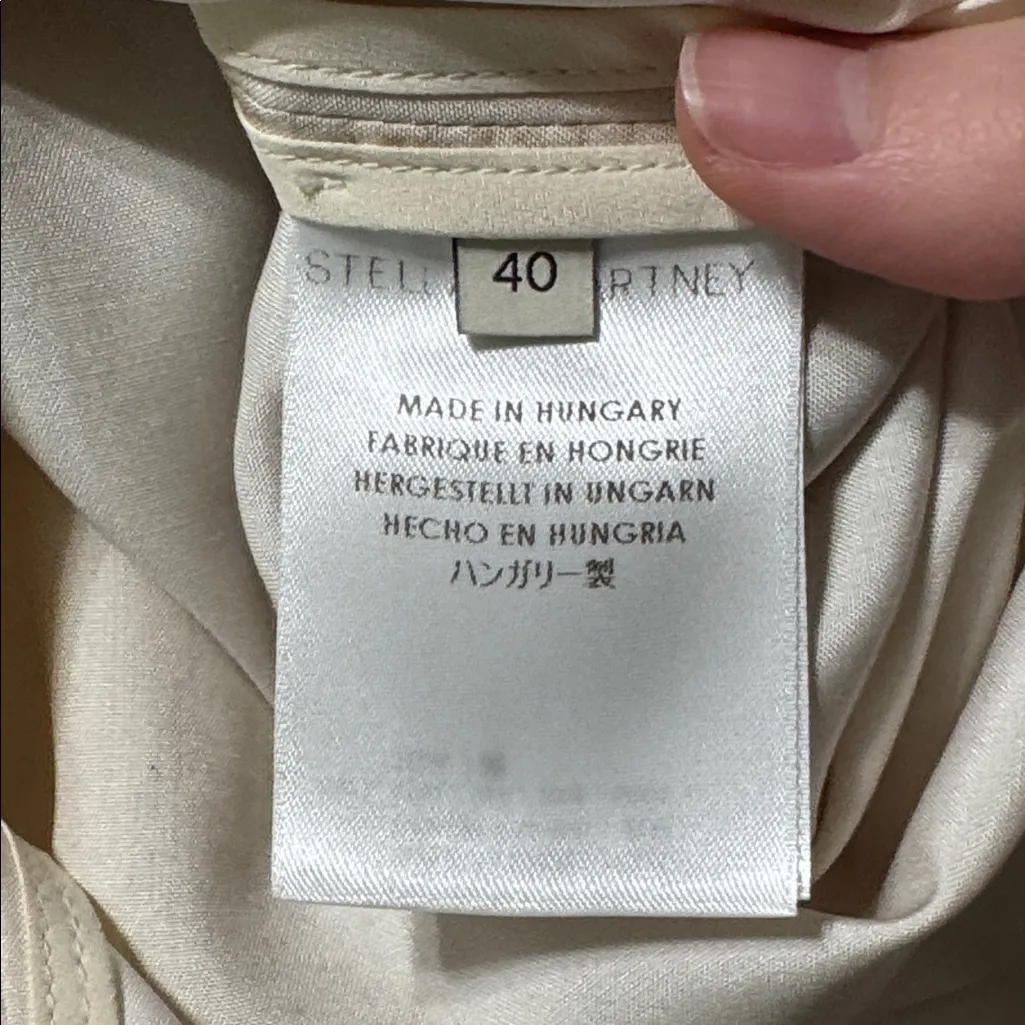 STELL 40 RTNEY
MADE IN HUNGARY
FABRIQUE EN HONGRIE
HERGESTELLT IN UNGARN
HECHO EN HUNGRIA
ハンガリー製